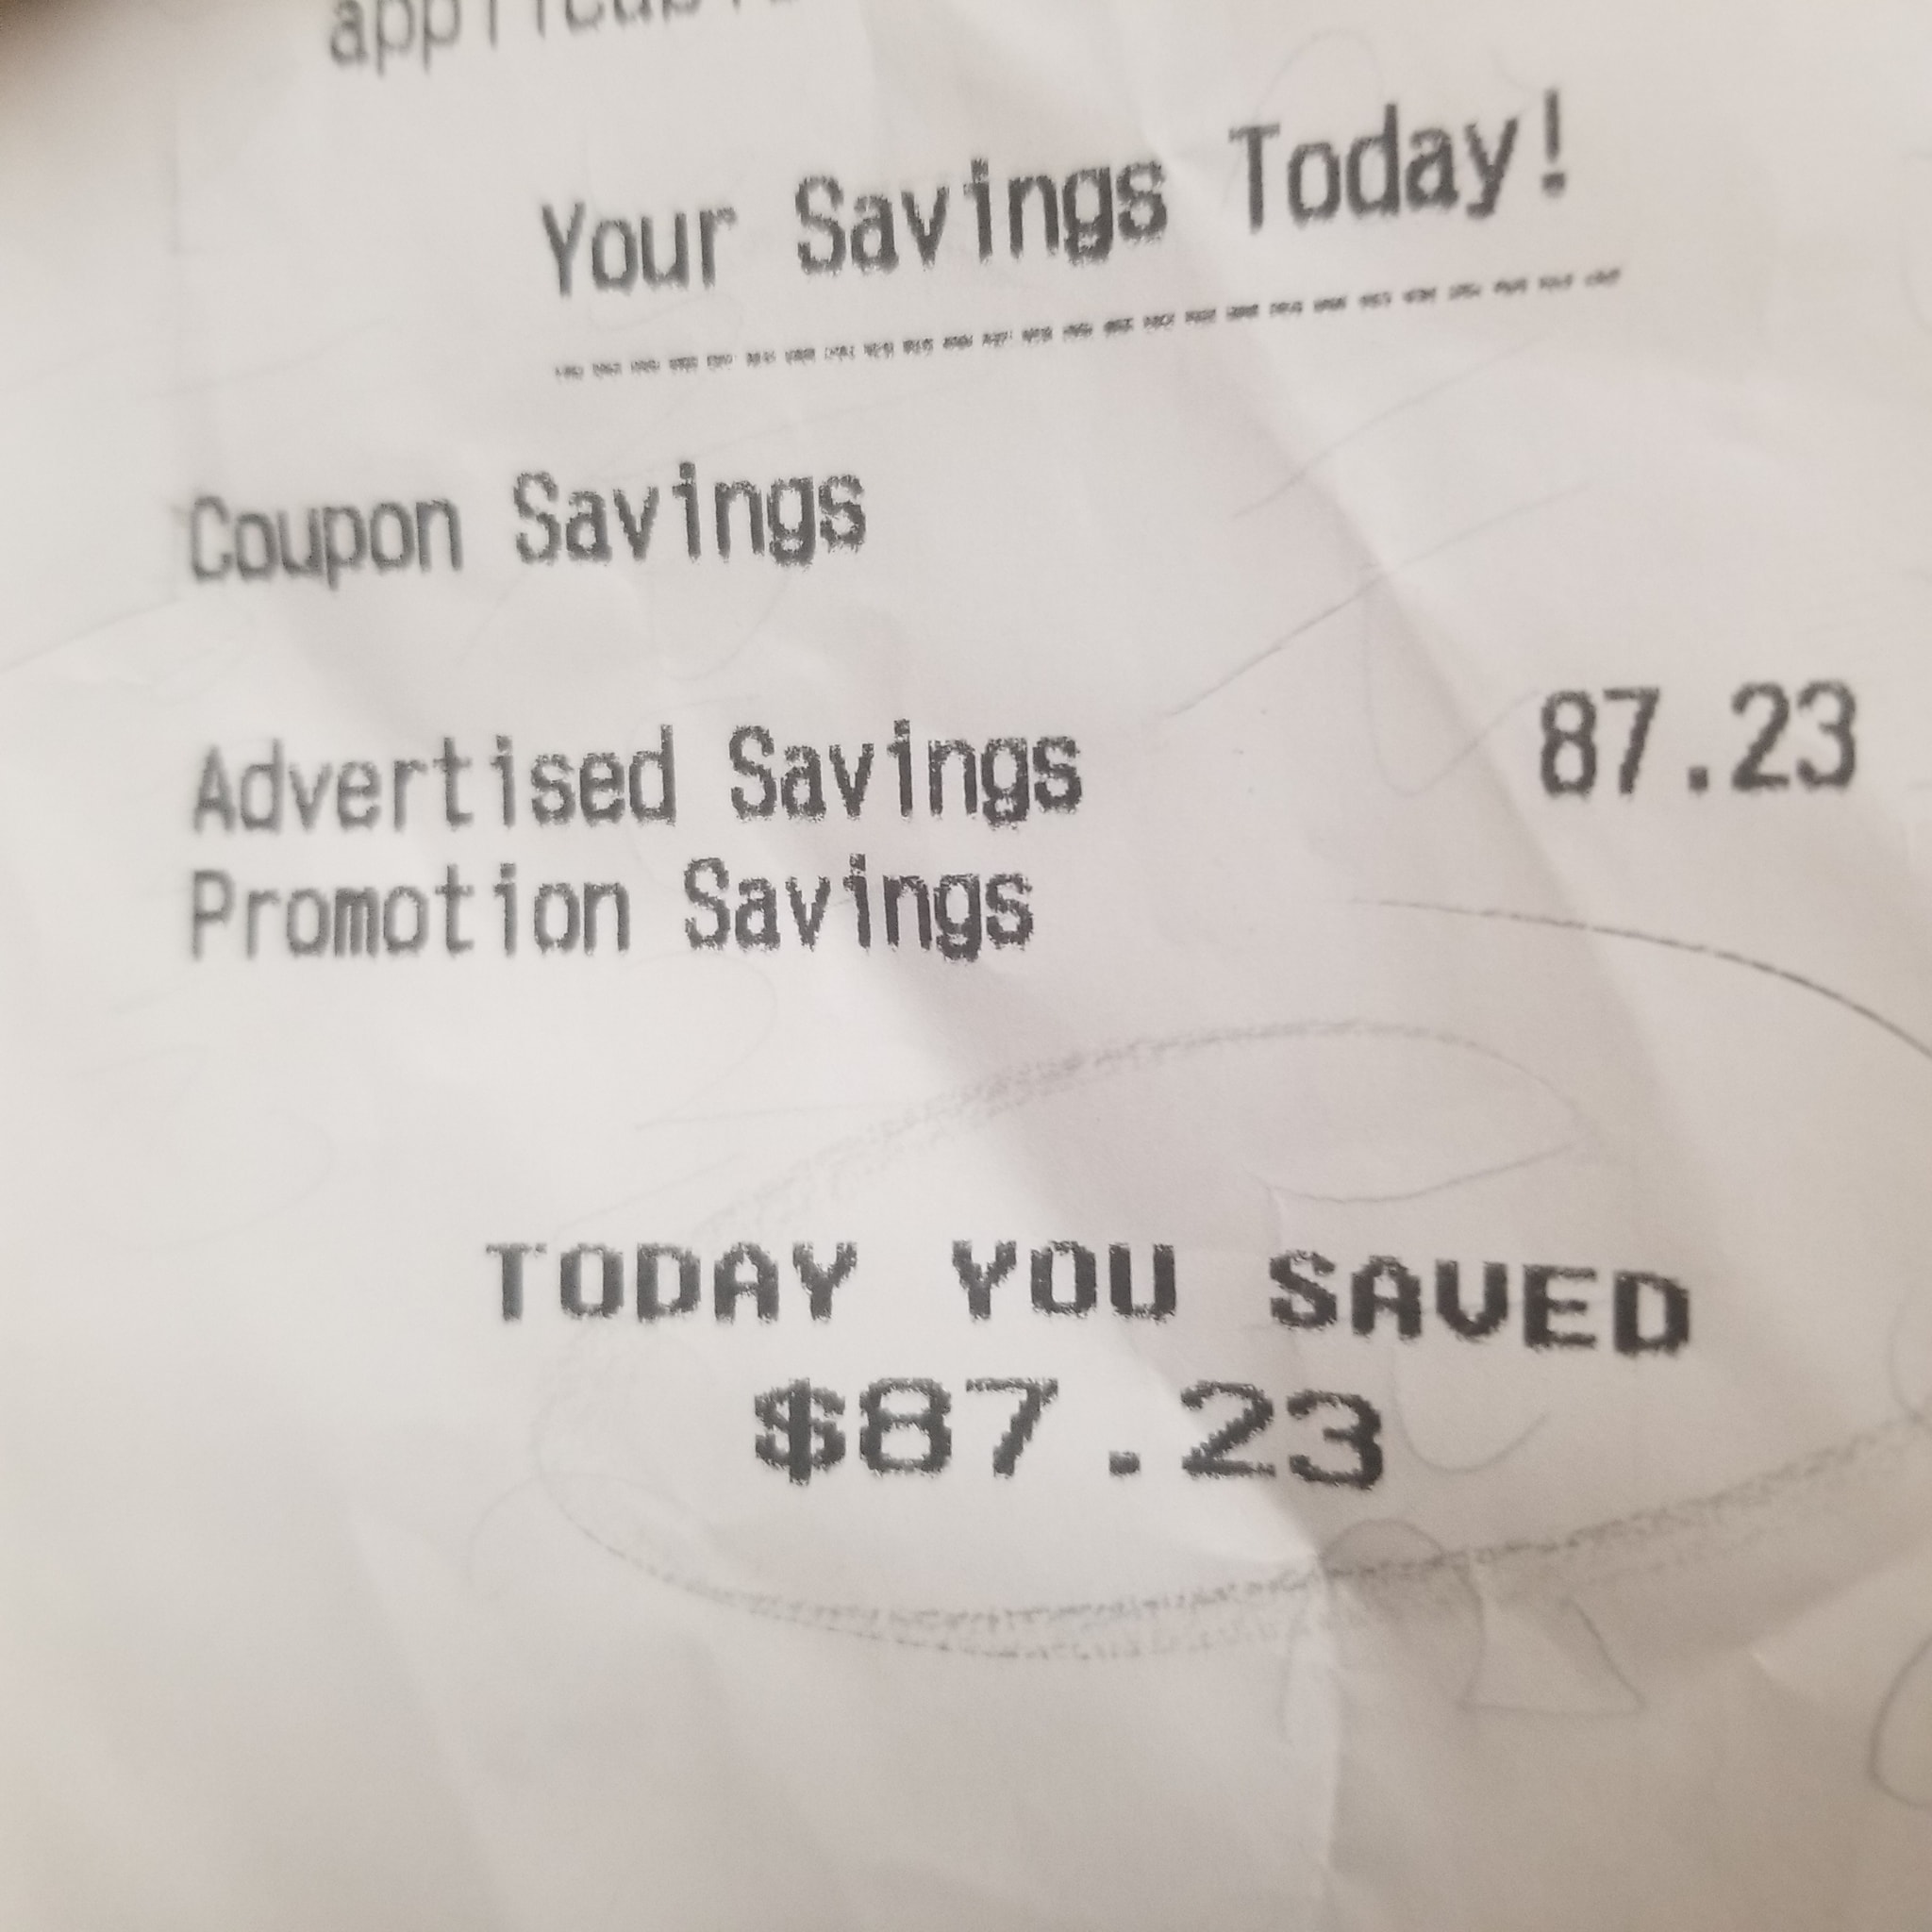 Your Savings Today!
Coupon Savings
Advertised Savings 87.23
Promotion Savings
TODAY YOU SAVED
$87.23